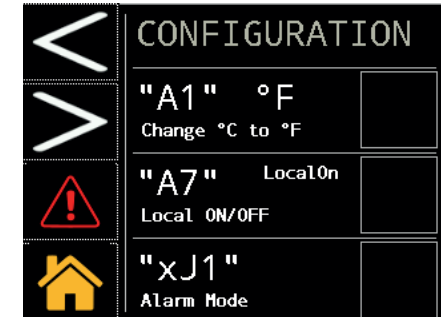 CONFIGURATION
"A1" °F
Change °C to °F
"A7" LocalOn
Local ON/OFF
"xJ1"
Alarm Mode